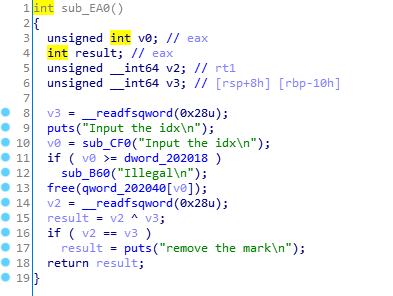 1 int sub_EA0()
2 {
3 unsigned int v0; // eax
4 int result; // eax
5 unsigned __int64 v2; // rt1
6 unsigned __int64 v3; // [rsp+8h] [rbp-10h]
7
8 v3 = __readfsqword(0x28u);
9 puts("Input the idx\n");
10 v0 = sub_CF0("Input the idx\n");
11 if ( v0 >= dword_202018 )
12 sub_B60("Illegal\n");
13 free(qword_202040[v0]);
14 v2 = __readfsqword(0x28u);
15 result = v2 ^ v3;
16 if ( v2 == v3 )
17 result = puts("remove the mark\n");
18 return result;
19 }